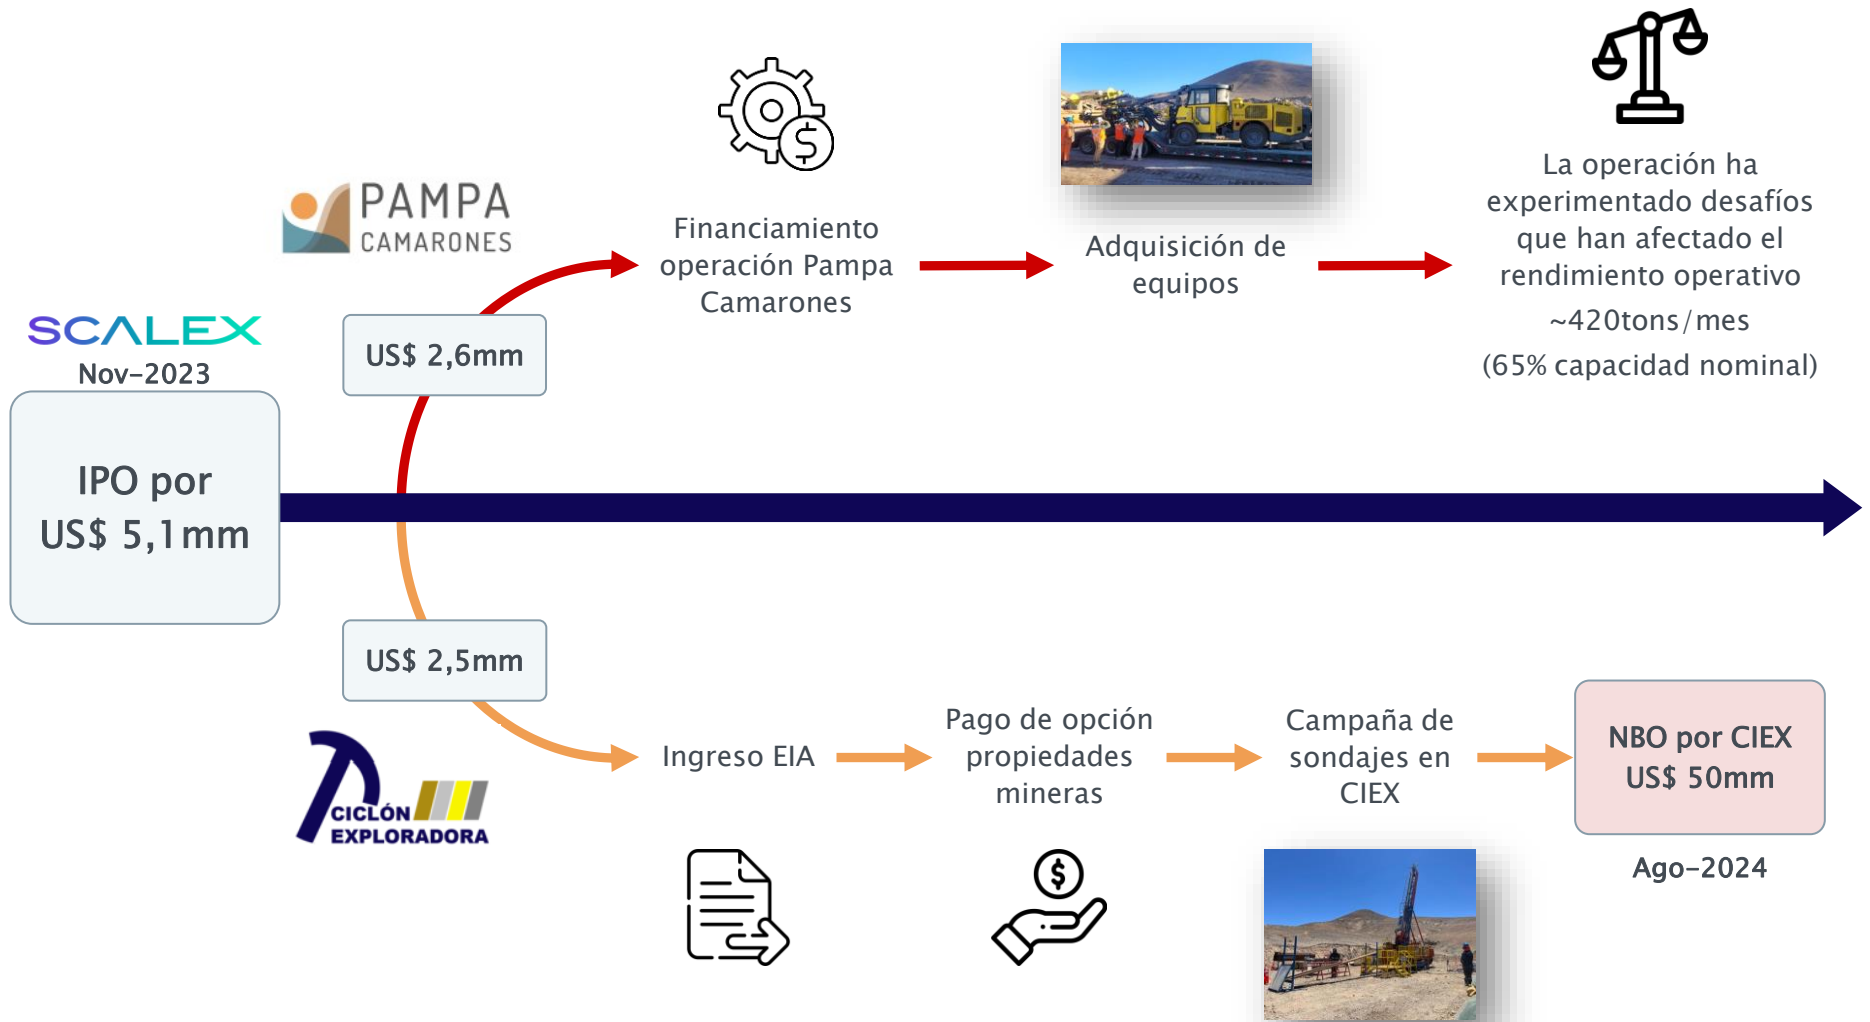 PAMPA
CAMARONES
SCALEX
Nov-2023
IPO por
US$ 5,1mm
US$ 2,6mm
Financiamiento
operación Pampa
Camarones
Adquisición de
equipos
La operación ha
experimentado desafíos
que han afectado el
rendimiento operativo
~420tons/mes
(65% capacidad nominal)
US$ 2,5mm
CICLÓN
EXPLORADORA
Ingreso EIA
$
Pago de opción
propiedades
mineras
$
Campaña de
sondajes en
CIEX
NBO por CIEX
US$ 50mm
Ago-2024